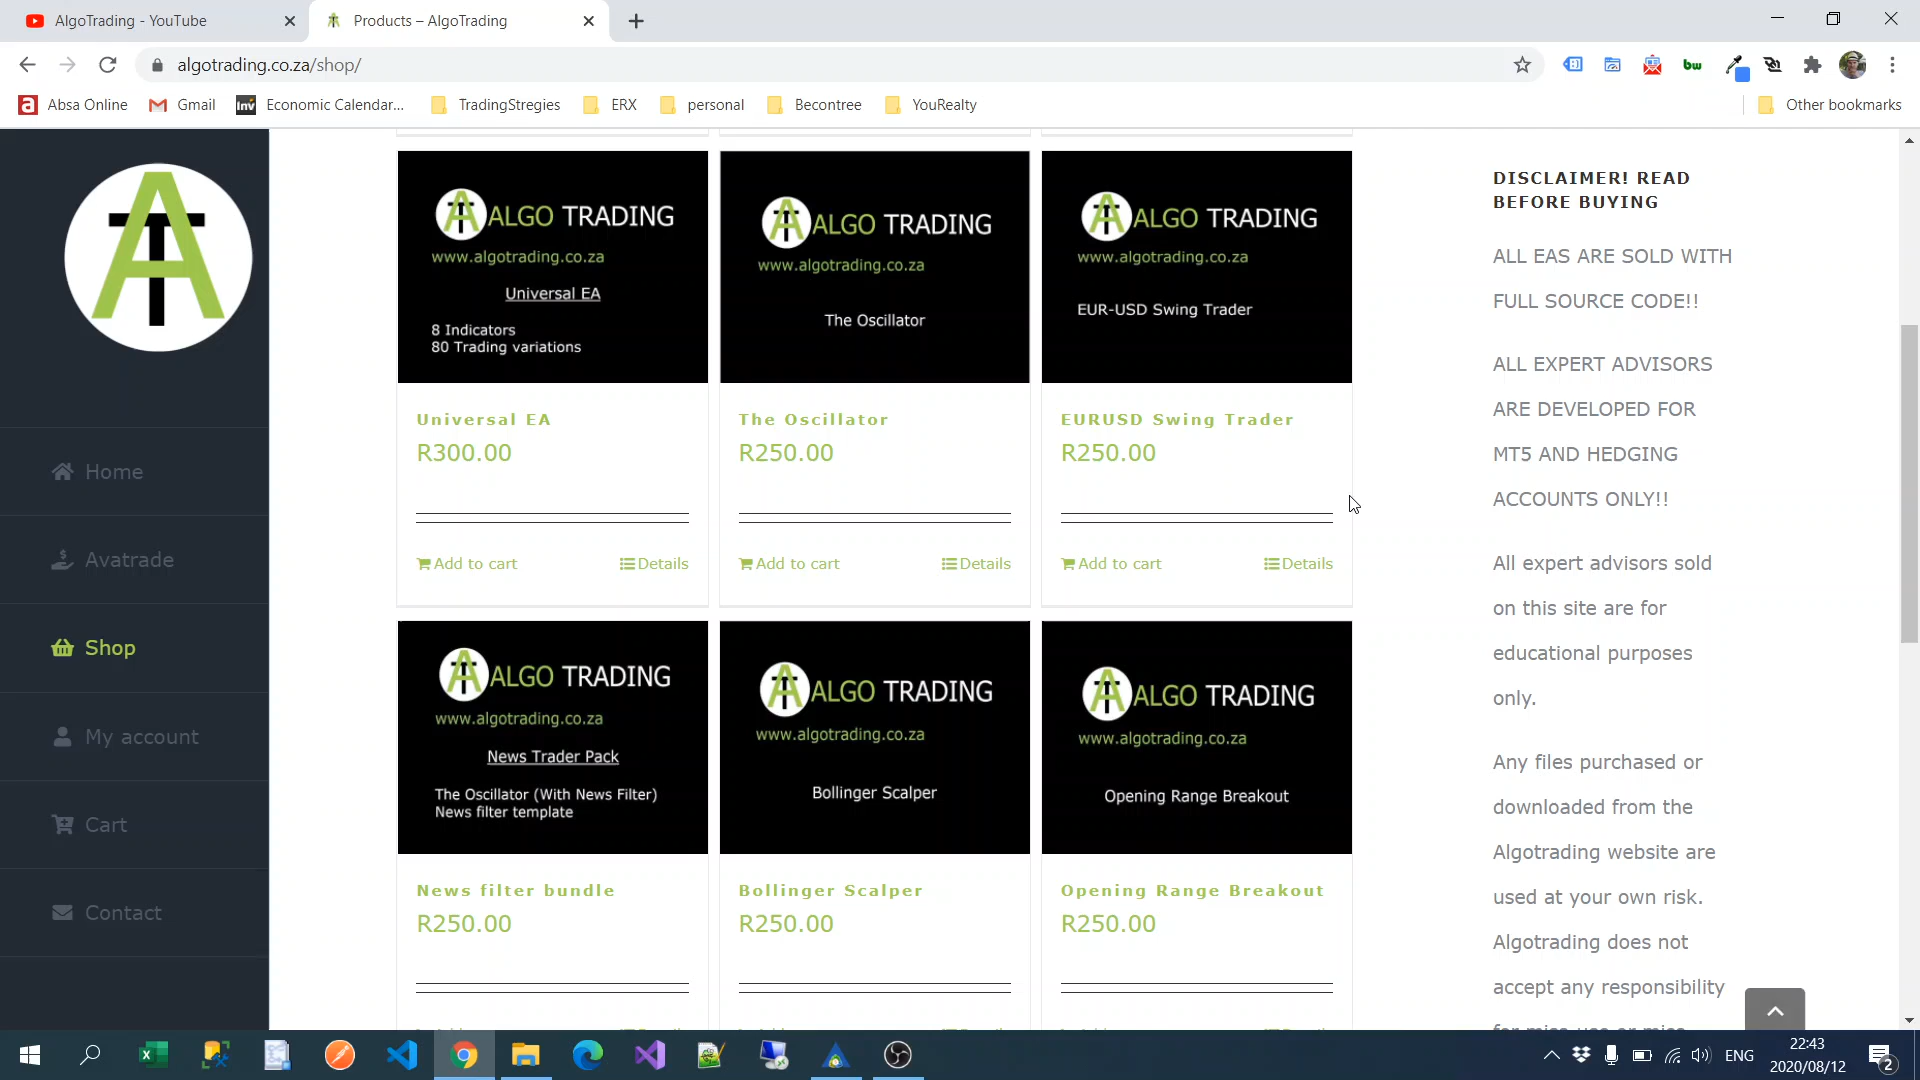 AlgoTrading - YouTube
Products – AlgoTrading
algotrading.co.za/shop/
bw
a Absa Online
Gmail
Inv Economic Calendar...
TradingStregies
ERX
personal
Becontree
YouRealty
Other bookmarks
Home
Avatrade
Shop
My account
Cart
Contact
ALGO TRADING
www.algotrading.co.za
Universal EA
8 Indicators
80 Trading variations
Universal EA
R300.00
Add to cart
Details
ALGO TRADING
www.algotrading.co.za
The Oscillator
The Oscillator
R250.00
Add to cart
Details
ALGO TRADING
www.algotrading.co.za
EUR-USD Swing Trader
EURUSD Swing Trader
R250.00
Add to cart
Details
ALGO TRADING
www.algotrading.co.za
News Trader Pack
The Oscillator (With News Filter)
News filter template
News filter bundle
R250.00
ALGO TRADING
www.algotrading.co.za
Bollinger Scalper
Bollinger Scalper
R250.00
ALGO TRADING
www.algotrading.co.za
Opening Range Breakout
Opening Range Breakout
R250.00
DISCLAIMER! READ
BEFORE BUYING
ALL EAS ARE SOLD WITH
FULL SOURCE CODE!!
ALL EXPERT ADVISORS
ARE DEVELOPED FOR
MT5 AND HEDGING
ACCOUNTS ONLY!!
All expert advisors sold
on this site are for
educational purposes
only.
Any files purchased or
downloaded from the
Algotrading website are
used at your own risk.
Algotrading does not
accept any responsibility
ENG
22:43
2020/08/12
2